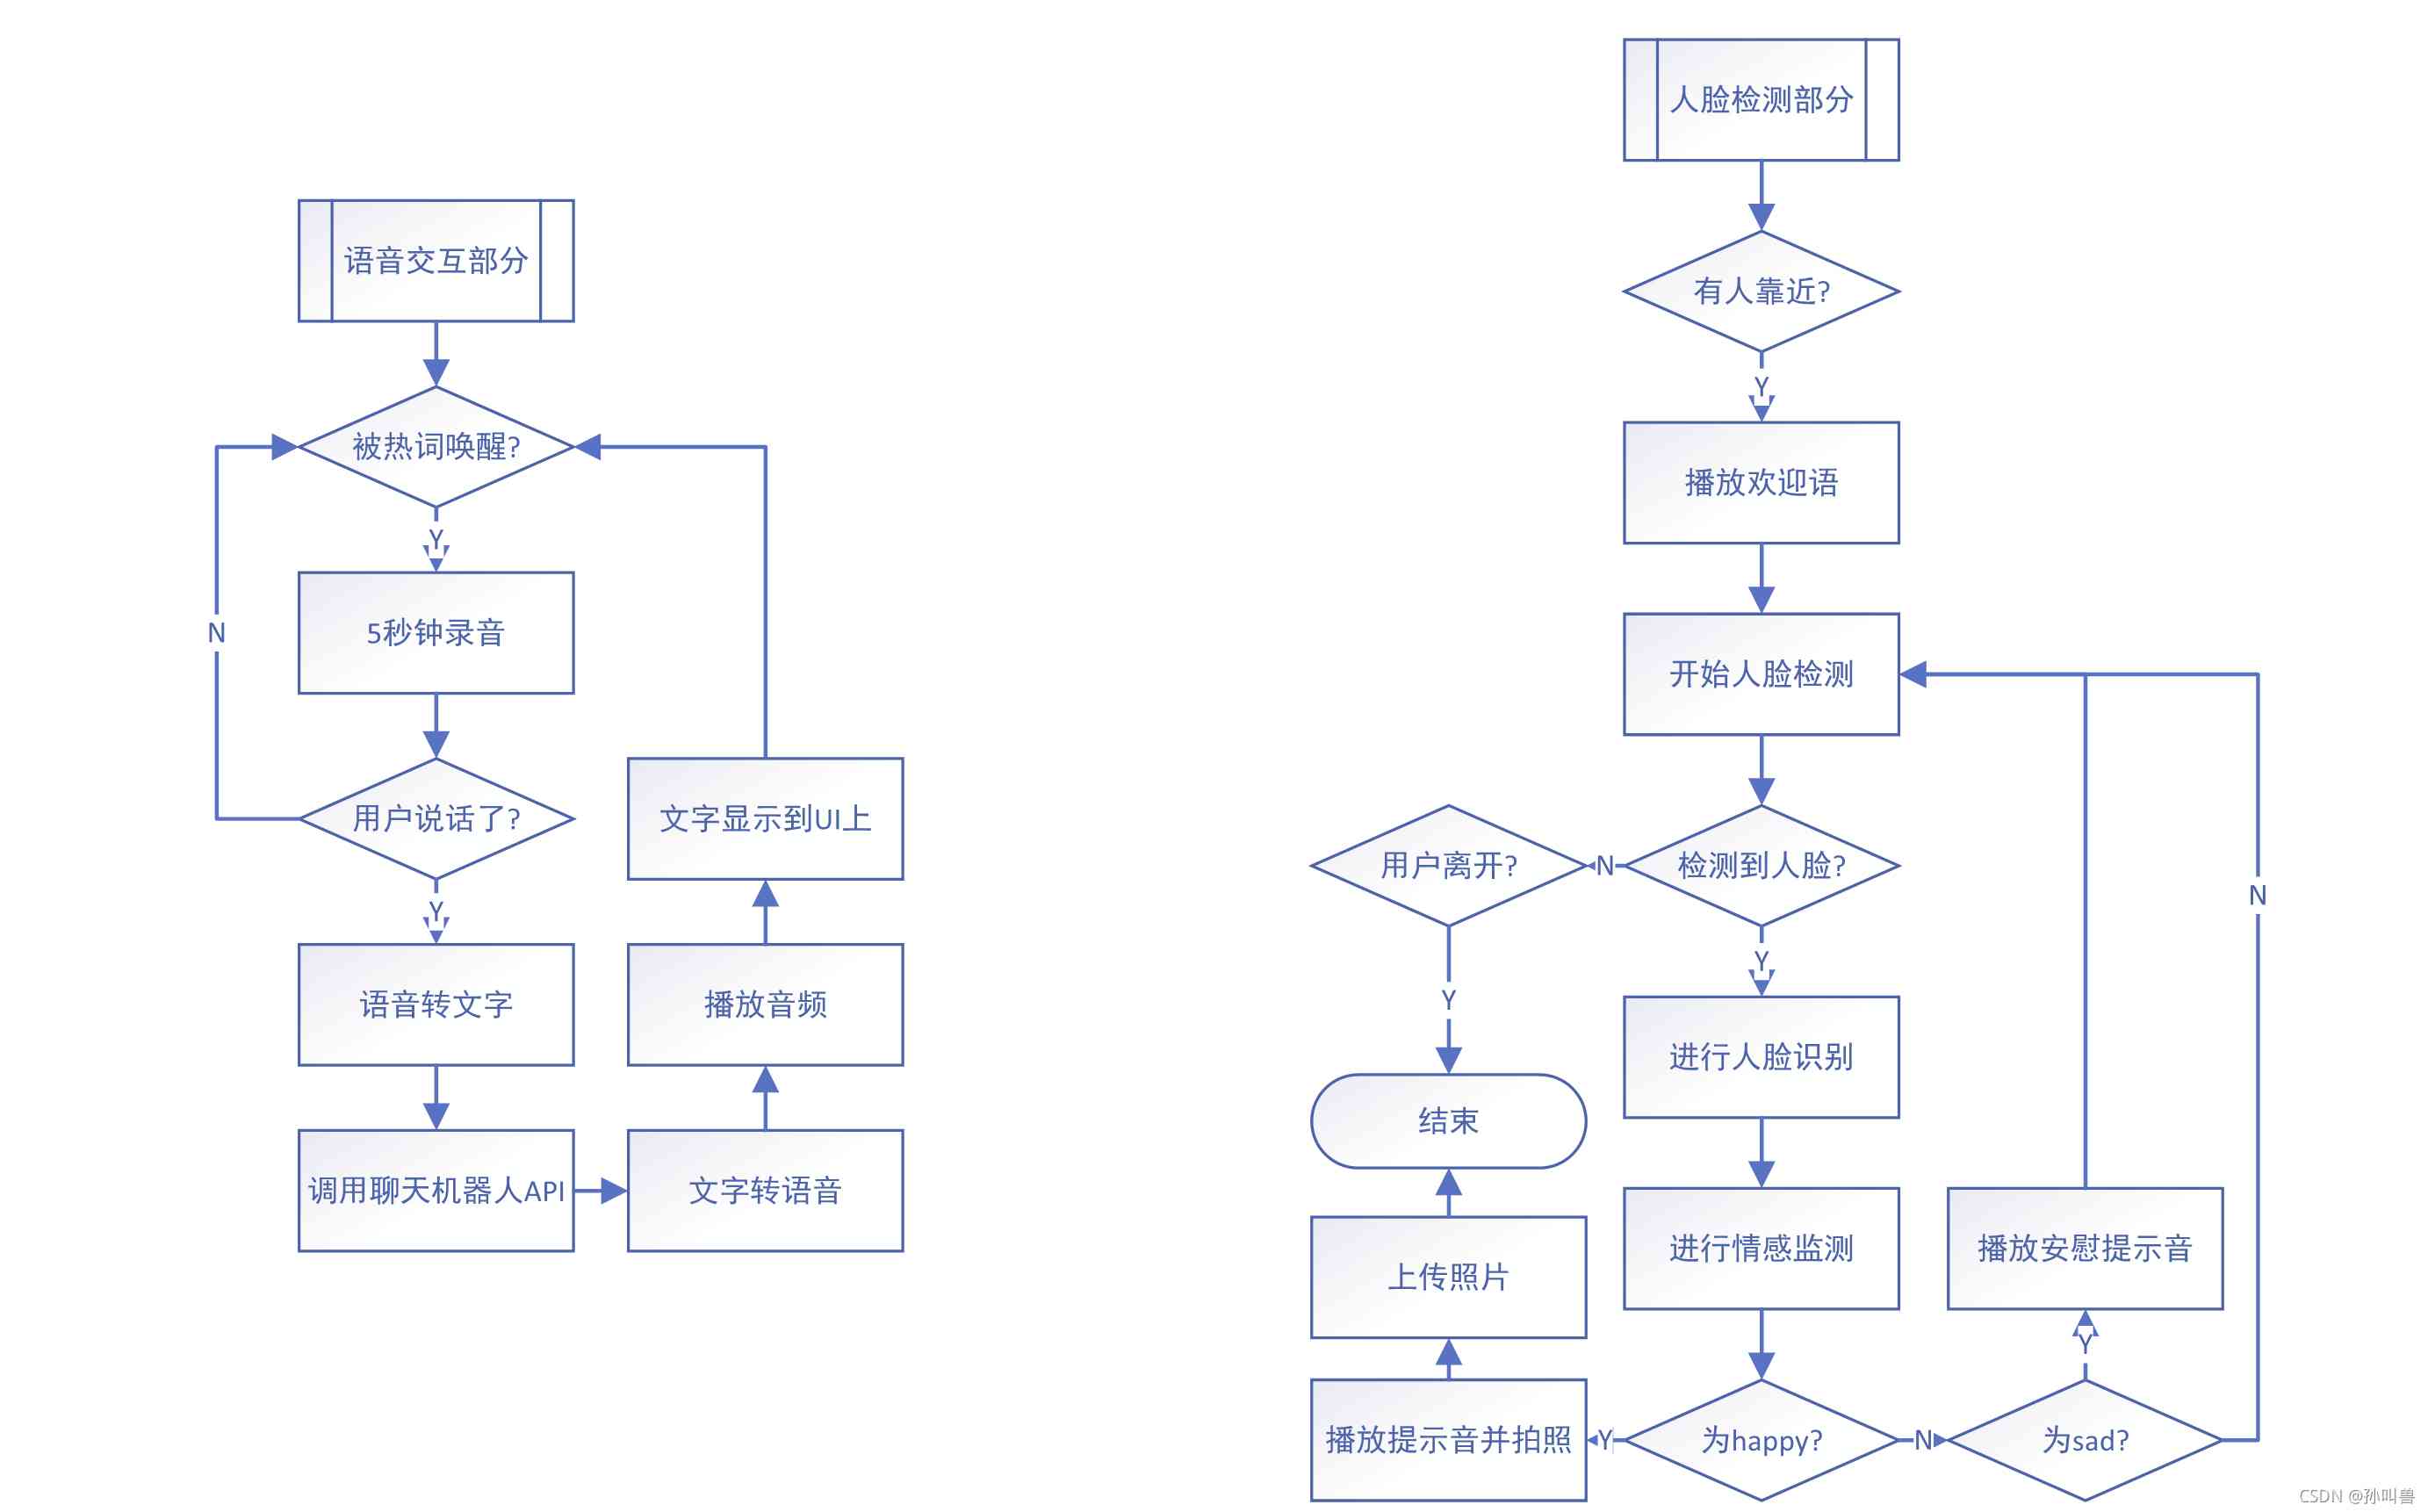 语音交互部分
被热词唤醒?
Y
5秒钟录音
N
用户说话了?
Y
语音转文字
调用聊天机器人API
文字转语音
播放音频
文字显示到UI上
人脸检测部分
有人靠近?
Y
播放欢迎语
开始人脸检测
检测到人脸?
N
用户离开?
Y
结束
Y
进行人脸识别
进行情感监测
为happy?
Y
播放提示音并拍照
上传照片
N
为sad?
Y
播放安慰提示音
N
CSDN @孙叫兽